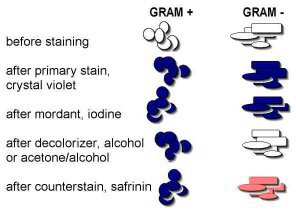 GRAM + GRAM -
before staining
after primary stain,
crystal violet
after mordant, iodine
after decolorizer, alcohol
or acetone/alcohol
after counterstain, safrinin